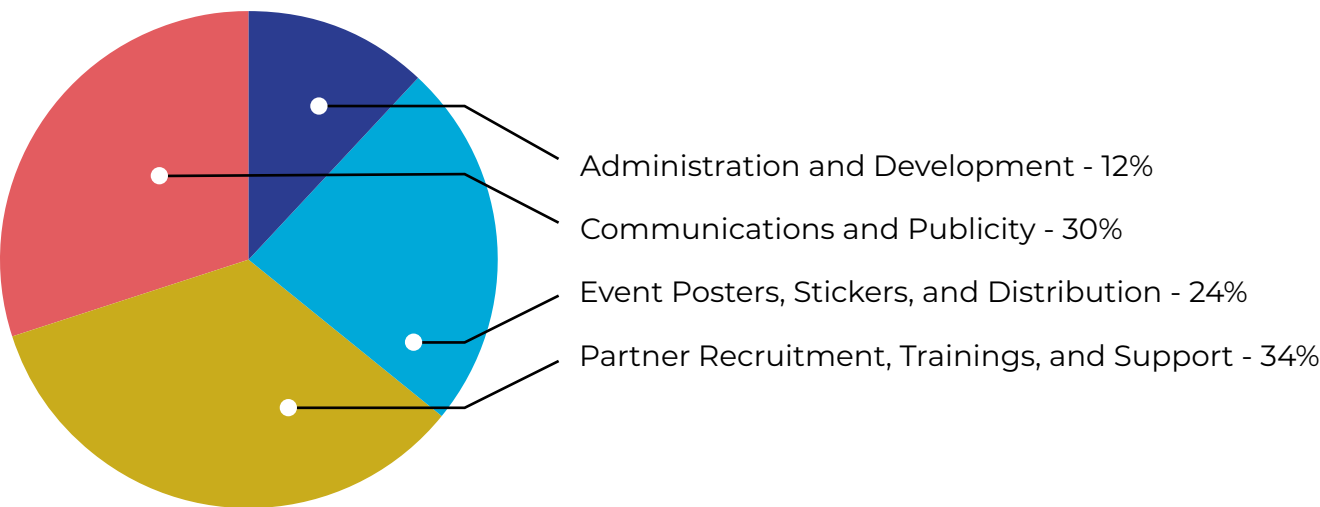 Administration and Development - 12%
Communications and Publicity - 30%
Event Posters, Stickers, and Distribution - 24%
Partner Recruitment, Trainings, and Support - 34%